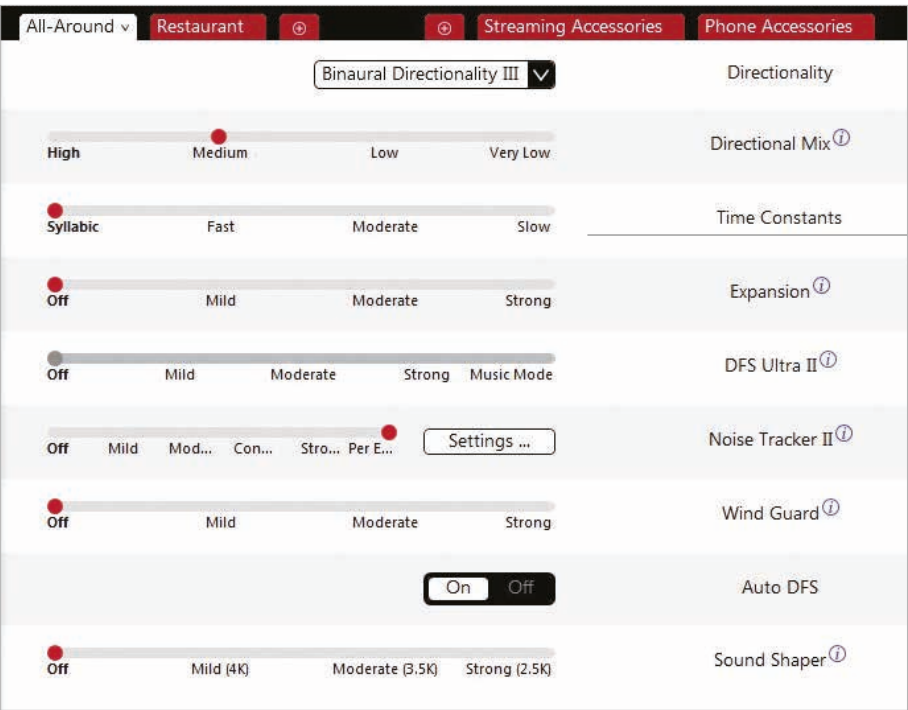 All-Around Restaurant Streaming Accessories Phone Accessories
Binaural Directionality III Directionality
Directional Mix
High Medium Low Very Low
Time Constants
Syllabic Fast Moderate Slow
Expansion
Off Mild Moderate Strong
DFS Ultra II
Off Mild Moderate Strong Music Mode
Settings ... Noise Tracker II
Off Mild Mod... Con... Stro... Per E...
Wind Guard
Off Mild Moderate Strong
On Off Auto DFS
Sound Shaper
Off Mild (4K) Moderate (3.5K) Strong (2.5K)